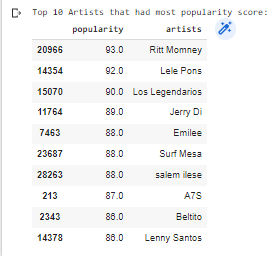 Top 10 Artists that had most popularity score:
popularity artists
20966 93.0 Ritt Momney
14354 92.0 Lele Pons
15070 90.0 Los Legendarios
11764 89.0 Jerry Di
7463 88.0 Emilee
23687 88.0 Surf Mesa
28263 88.0 salem ilese
213 87.0 A7S
2343 86.0 Beltito
14378 86.0 Lenny Santos